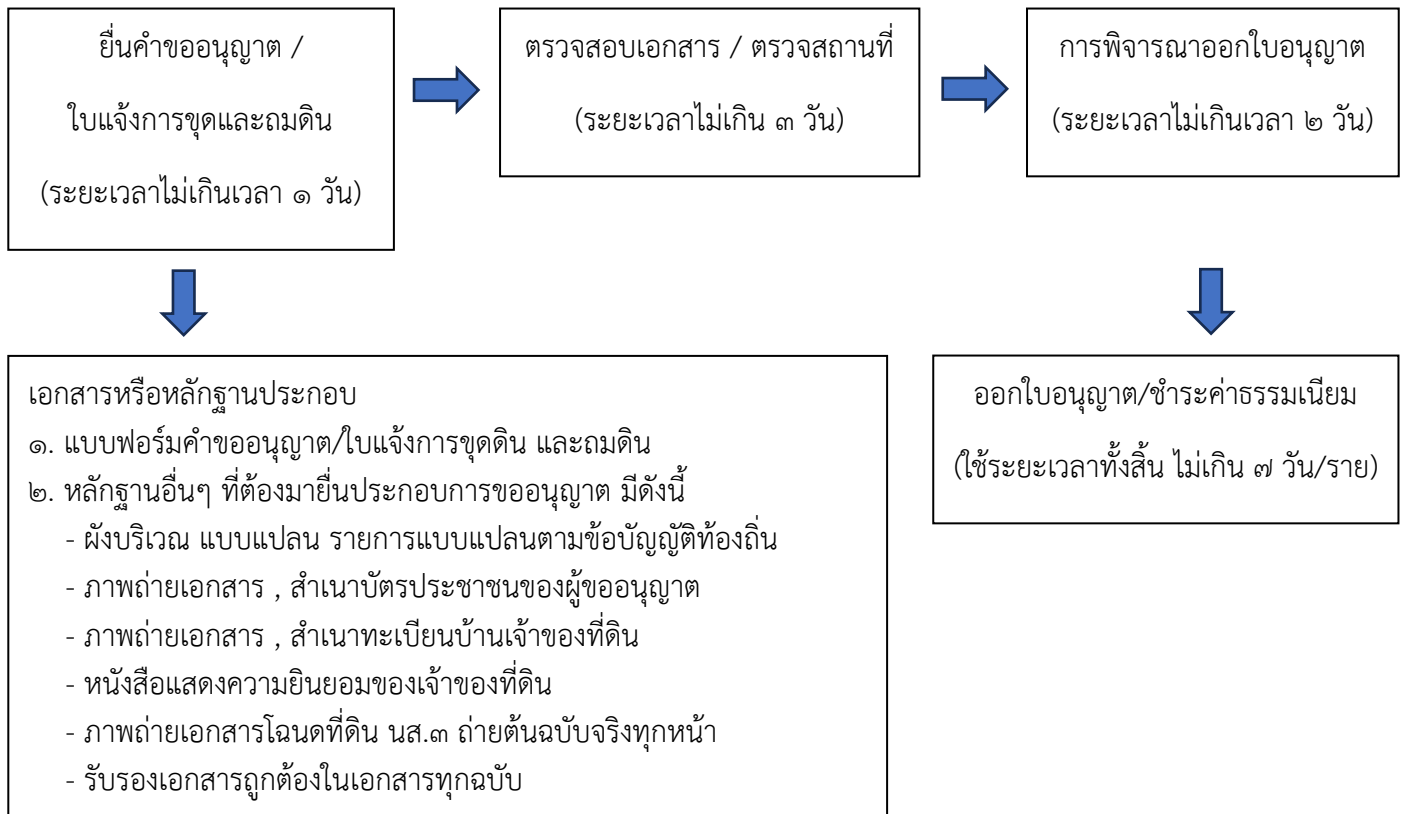 ยื่นคำขออนุญาต /
ใบแจ้งการขุดและถมดิน
(ระยะเวลาไม่เกินเวลา ๑ วัน)
ตรวจสอบเอกสาร / ตรวจสถานที่
(ระยะเวลาไม่เกิน ๓ วัน)
การพิจารณาออกใบอนุญาต
(ระยะเวลาไม่เกินเวลา ๒ วัน)
เอกสารหรือหลักฐานประกอบ
๑. แบบฟอร์มคำขออนุญาต/ใบแจ้งการขุดดิน และถมดิน
๒. หลักฐานอื่นๆ ที่ต้องมายื่นประกอบการขออนุญาต มีดังนี้
- ผังบริเวณ แบบแปลน รายการแบบแปลนตามข้อบัญญัติท้องถิ่น
- ภาพถ่ายเอกสาร , สำเนาบัตรประชาชนของผู้ขออนุญาต
- ภาพถ่ายเอกสาร , สำเนาทะเบียนบ้านเจ้าของที่ดิน
- หนังสือแสดงความยินยอมของเจ้าของที่ดิน
- ภาพถ่ายเอกสารโฉนดที่ดิน นส.๓ ถ่ายต้นฉบับจริงทุกหน้า
- รับรองเอกสารถูกต้องในเอกสารทุกฉบับ
ออกใบอนุญาต/ชำระค่าธรรมเนียม
(ใช้ระยะเวลาทั้งสิ้น ไม่เกิน ๗ วัน/ราย)